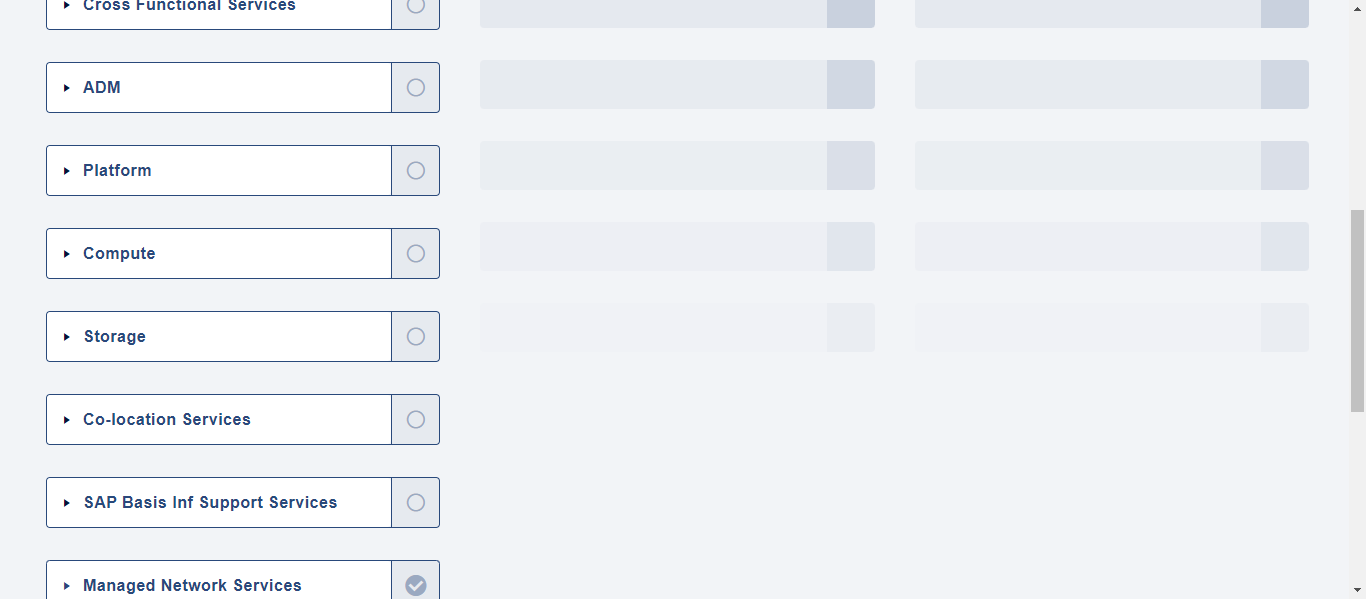 Cross Functional Services
ADM
Platform
Compute
Storage
Co-location Services
SAP Basis Inf Support Services
Managed Network Services